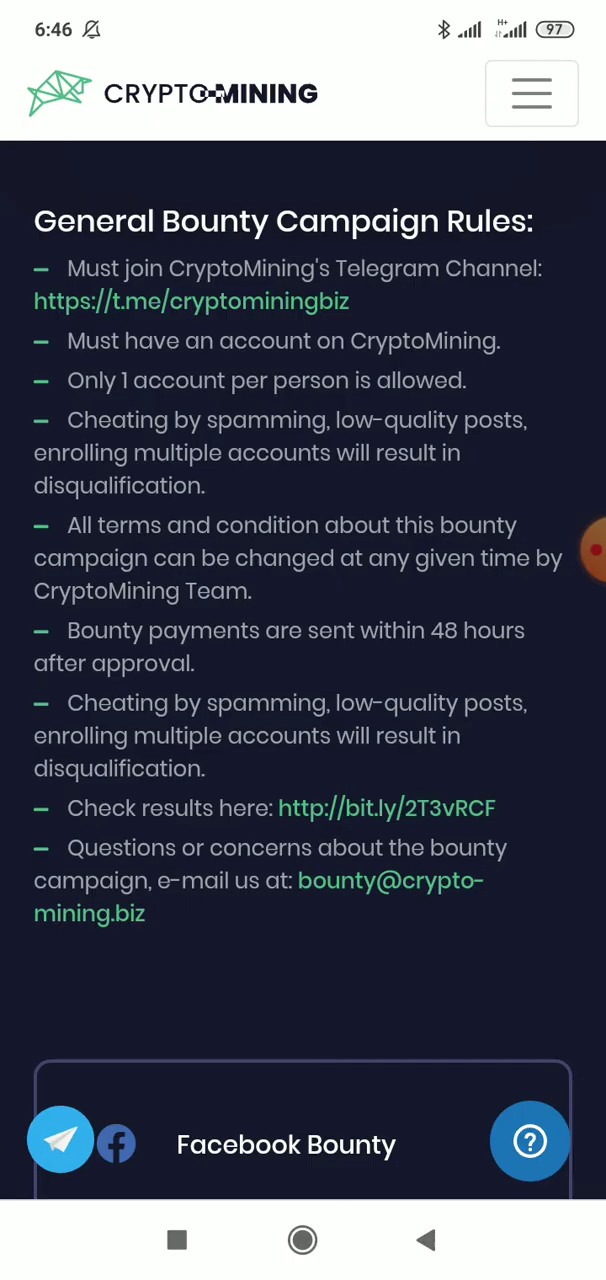 6:46
H+
97
CRYPTO-MINING
General Bounty Campaign Rules:
– Must join CryptoMining's Telegram Channel:
https://t.me/cryptominingbiz
– Must have an account on CryptoMining.
– Only 1 account per person is allowed.
– Cheating by spamming, low-quality posts,
enrolling multiple accounts will result in
disqualification.
– All terms and condition about this bounty
campaign can be changed at any given time by
CryptoMining Team.
– Bounty payments are sent within 48 hours
after approval.
– Cheating by spamming, low-quality posts,
enrolling multiple accounts will result in
disqualification.
– Check results here: http://bit.ly/2T3vRCF
– Questions or concerns about the bounty
campaign, e-mail us at: bounty@crypto-
mining.biz
Facebook Bounty